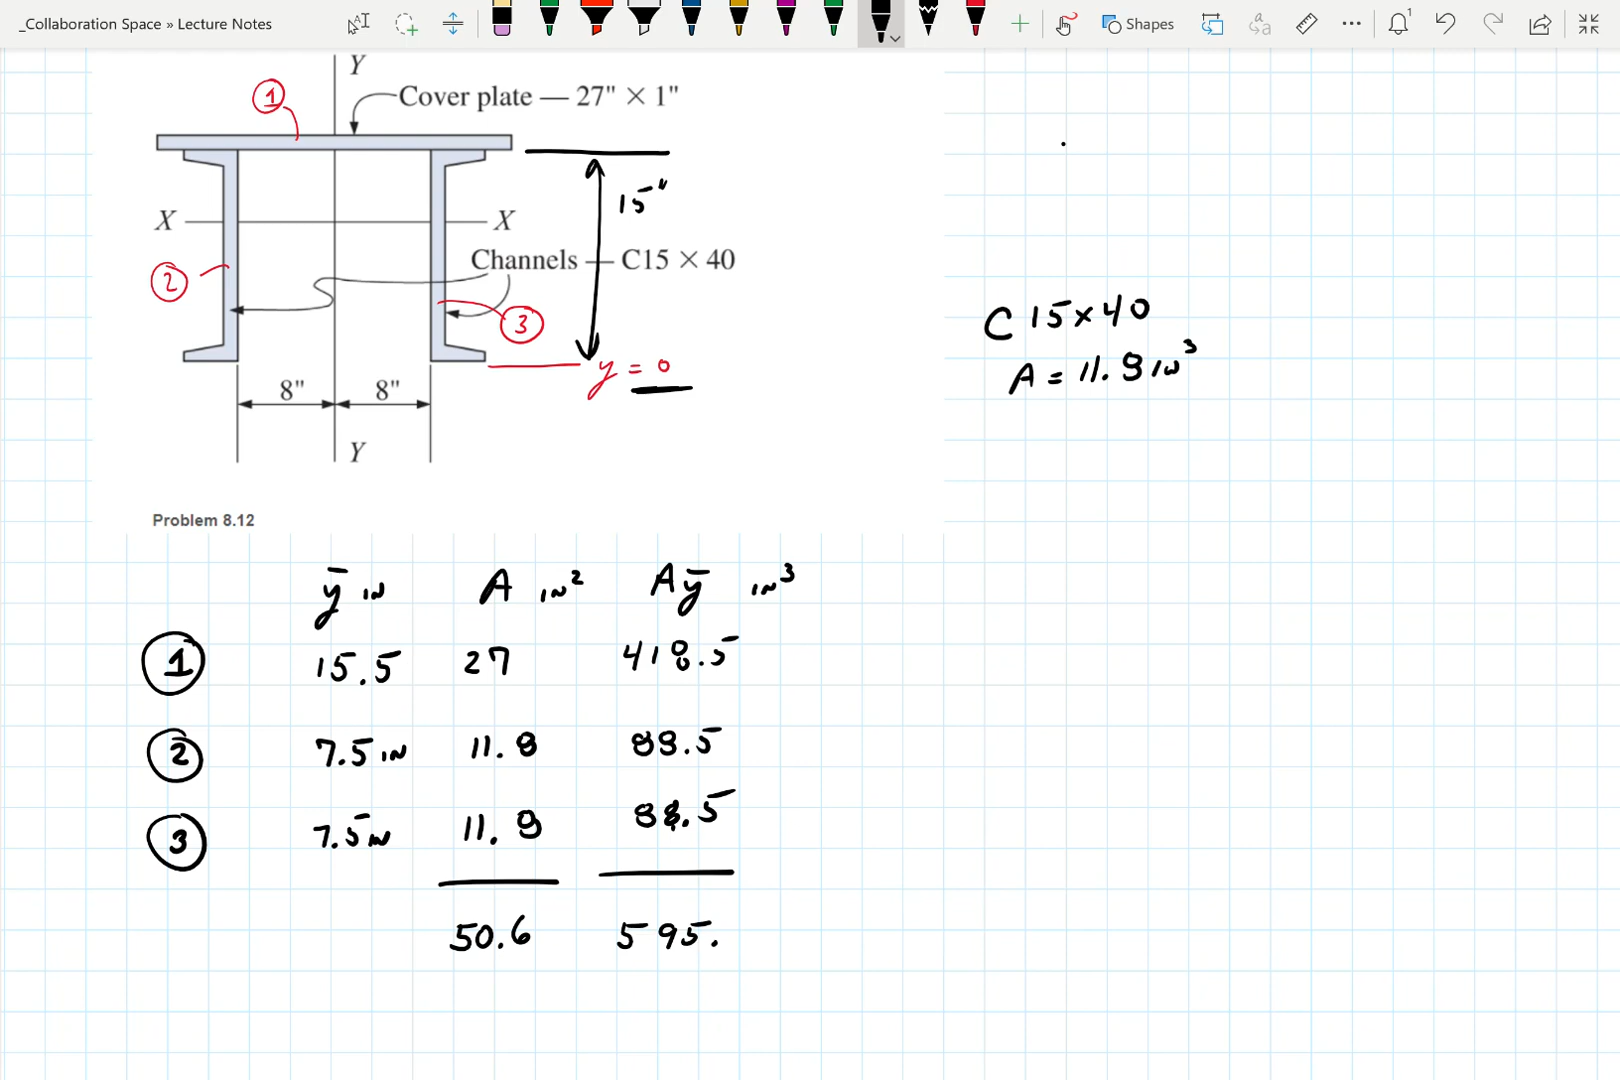 _Collaboration Space » Lecture Notes
Shapes
1
Y
① Cover plate — 27" × 1"
15"
X X
② Channels — C15 × 40
③
C 15×40
y = 0
A = 11.8 in³
8" 8"
Y
Problem 8.12
ȳ in A in² Aȳ in³
① 15.5 27 418.5
② 7.5 in 11.8 88.5
③ 7.5 in 11.8 88.5
50.6 595.